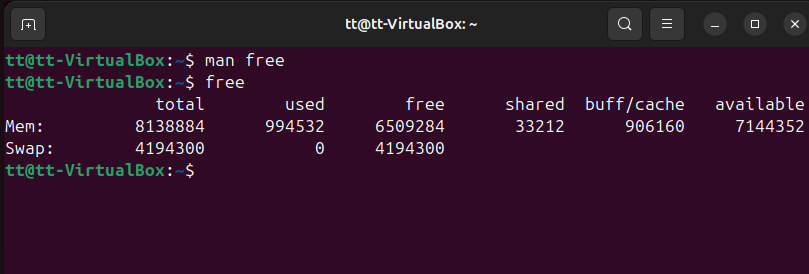 tt@tt-VirtualBox: ~
tt@tt-VirtualBox:~$ man free
tt@tt-VirtualBox:~$ free
               total        used        free      shared  buff/cache   available
Mem:         8138884      994532     6509284       33212      906160     7144352
Swap:        4194300           0     4194300
tt@tt-VirtualBox:~$